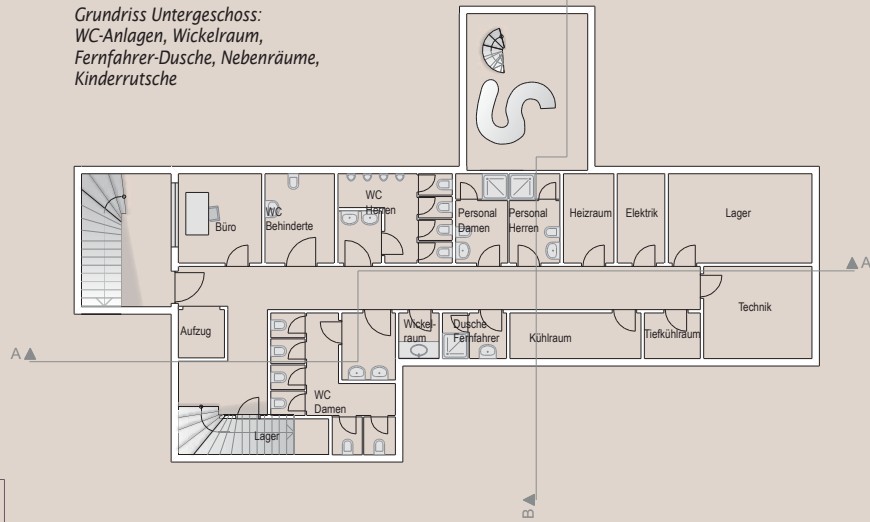 Grundriss Untergeschoss:
WC-Anlagen, Wickelraum,
Fernfahrer-Dusche, Nebenräume,
Kinderrutsche
Büro
WC
Behinderte
WC
Herren
Personal
Damen
Personal
Herren
Heizraum
Elektrik
Lager
A
Technik
Aufzug
Wickel-
raum
Dusche
Fernfahrer
Kühlraum
Tiefkühlraum
A
WC
Damen
Lager
B